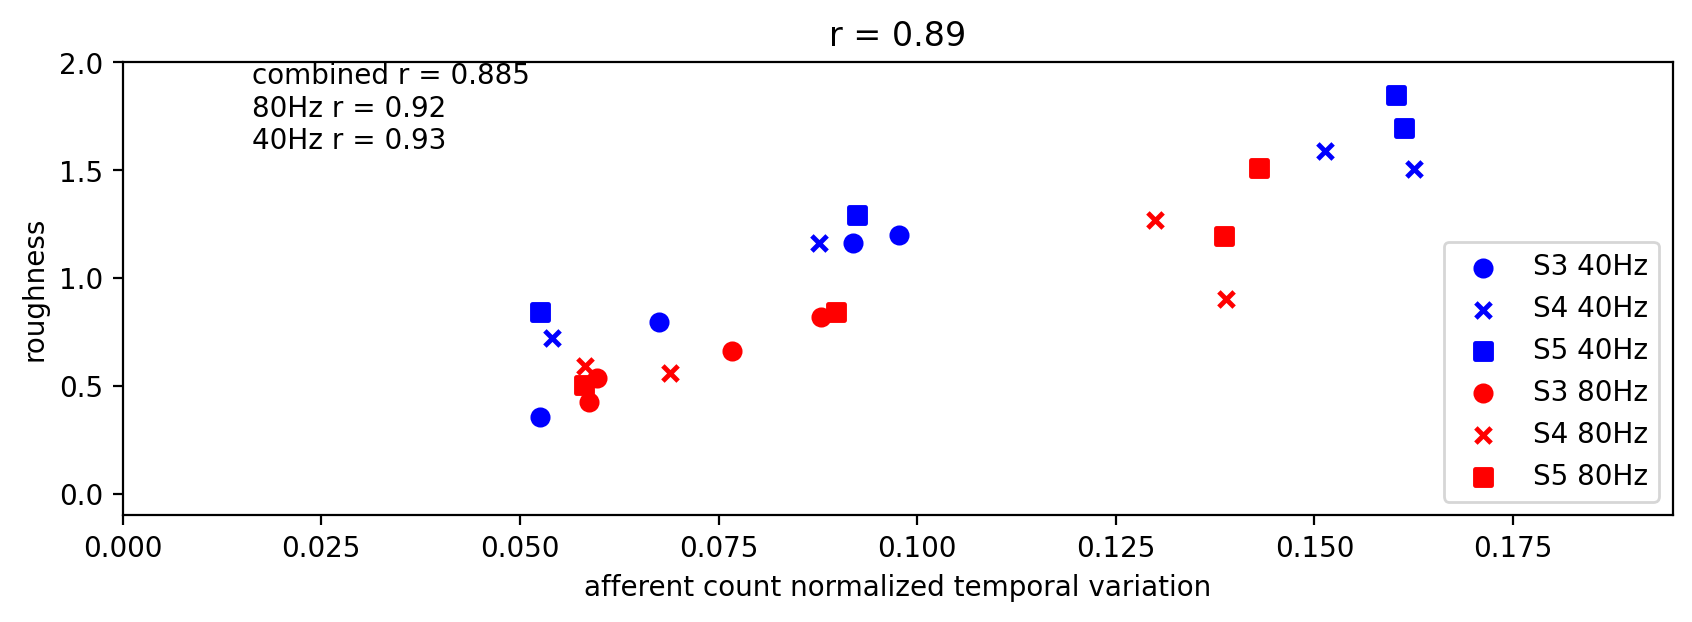 r = 0.89
combined r = 0.885
80Hz r = 0.92
40Hz r = 0.93
2.0
1.5
1.0
0.5
0.0
roughness
S3 40Hz
S4 40Hz
S5 40Hz
S3 80Hz
S4 80Hz
S5 80Hz
0.000 0.025 0.050 0.075 0.100 0.125 0.150 0.175
afferent count normalized temporal variation